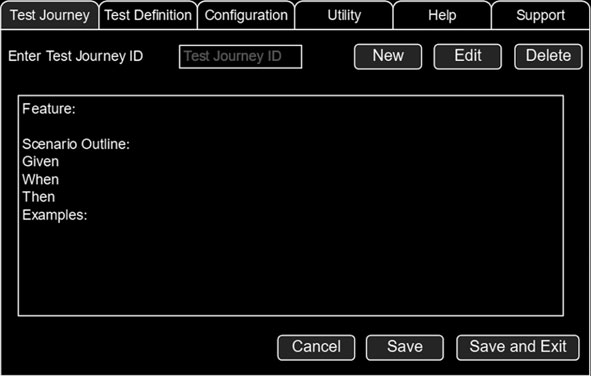 Test Journey Test Definition Configuration Utility Help Support
Enter Test Journey ID Test Journey ID New Edit Delete
Feature:
Scenario Outline:
Given
When
Then
Examples:
Cancel Save Save and Exit